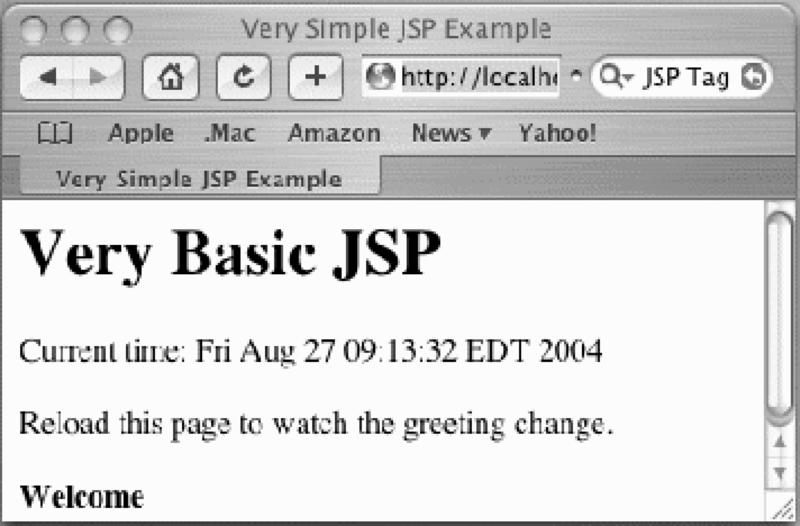 Very Simple JSP Example
http://localh
JSP Tag
Apple .Mac Amazon News Yahoo!
Very Simple JSP Example
Very Basic JSP
Current time: Fri Aug 27 09:13:32 EDT 2004
Reload this page to watch the greeting change.
Welcome